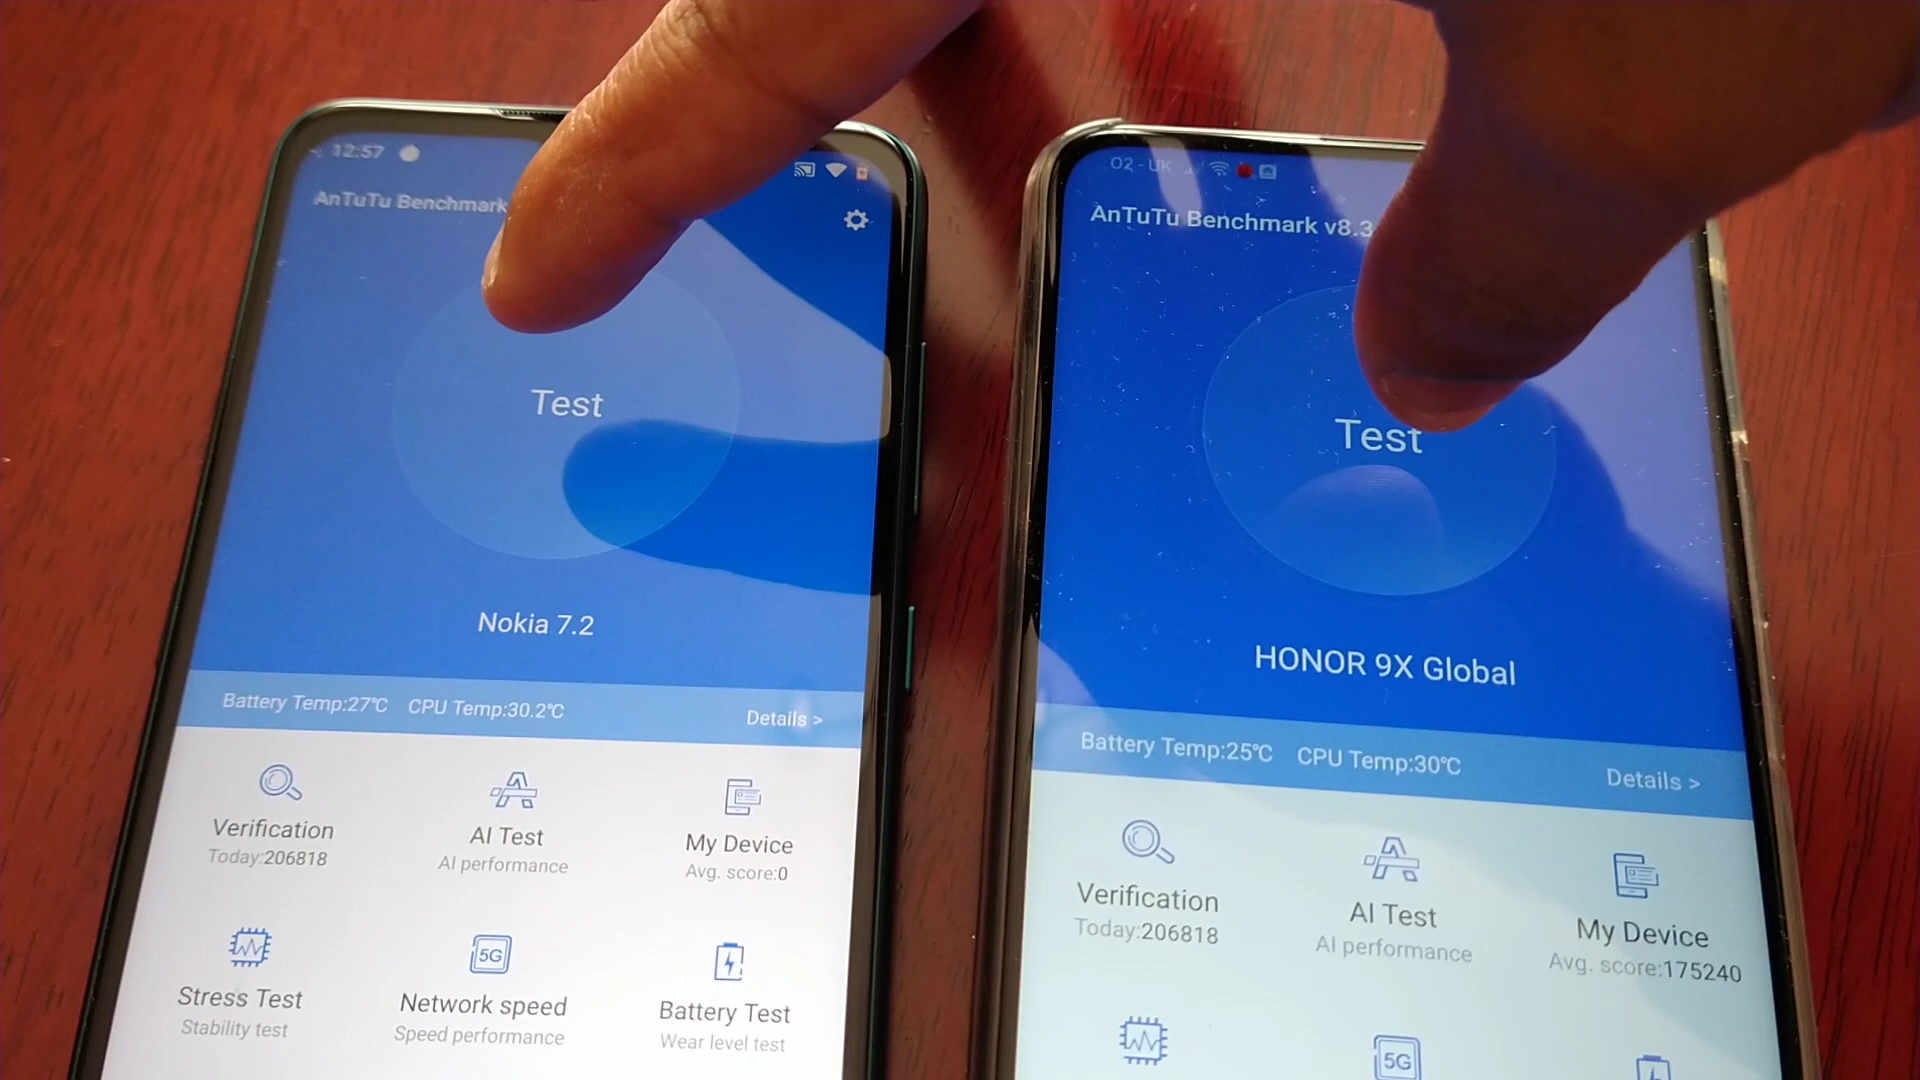 12:57
AnTuTu Benchmark
Test
Nokia 7.2
Battery Temp:27℃ CPU Temp:30.2℃ Details >
Verification
Today:206818
AI Test
AI performance
My Device
Avg. score:0
Stress Test
Stability test
5G
Network speed
Speed performance
Battery Test
Wear level test
O2 - UK
AnTuTu Benchmark v8.3
Test
HONOR 9X Global
Battery Temp:25℃ CPU Temp:30℃ Details >
Verification
Today:206818
AI Test
AI performance
My Device
Avg. score:175240
5G